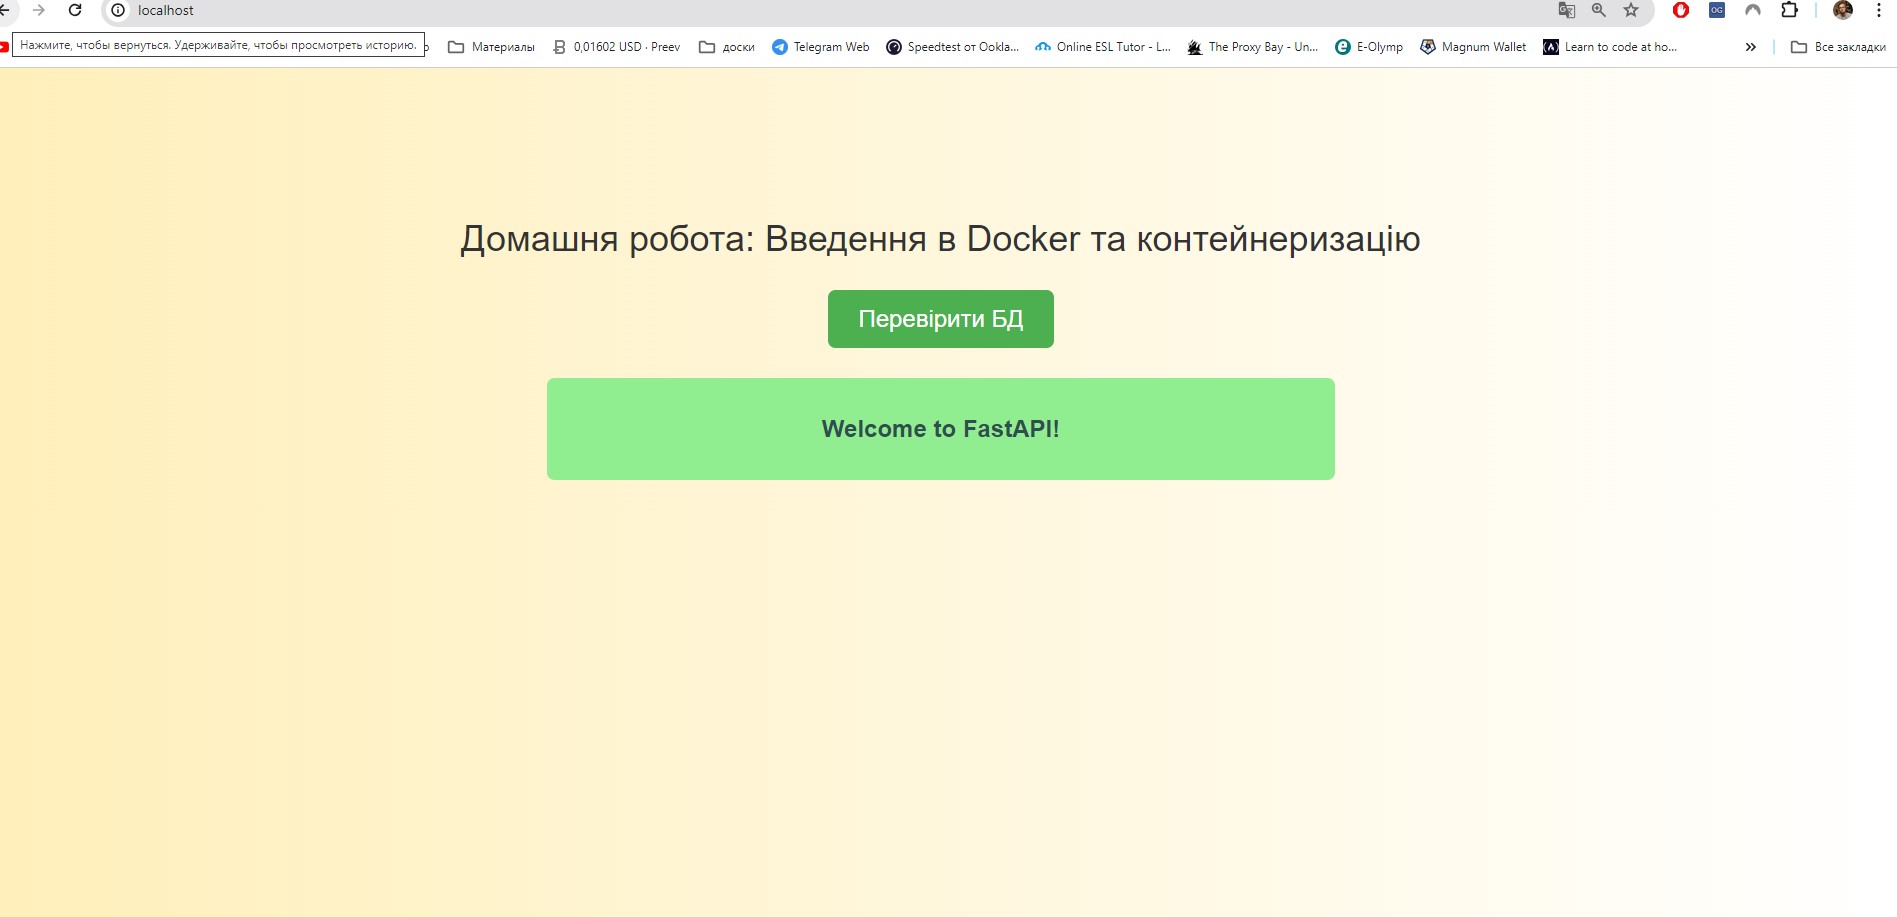 localhost
Нажмите, чтобы вернуться. Удерживайте, чтобы просмотреть историю.
Материалы
0,01602 USD · Preev
доски
Telegram Web
Speedtest от Ookla...
Online ESL Tutor - L...
The Proxy Bay - Un...
E-Olymp
Magnum Wallet
Learn to code at ho...
»
Все закладки
OG
Домашня робота: Введення в Docker та контейнеризацію
Перевірити БД
Welcome to FastAPI!